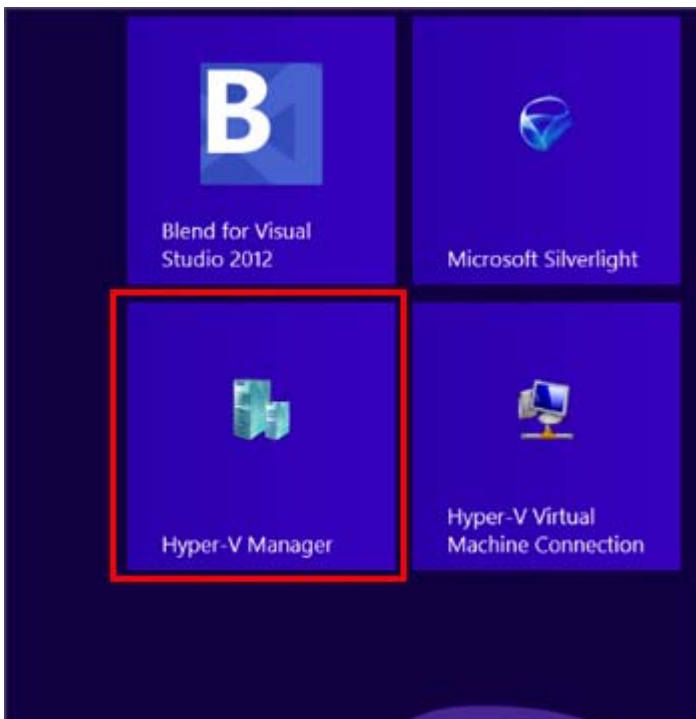 B
Blend for Visual
Studio 2012
Microsoft Silverlight
Hyper-V Manager
Hyper-V Virtual
Machine Connection